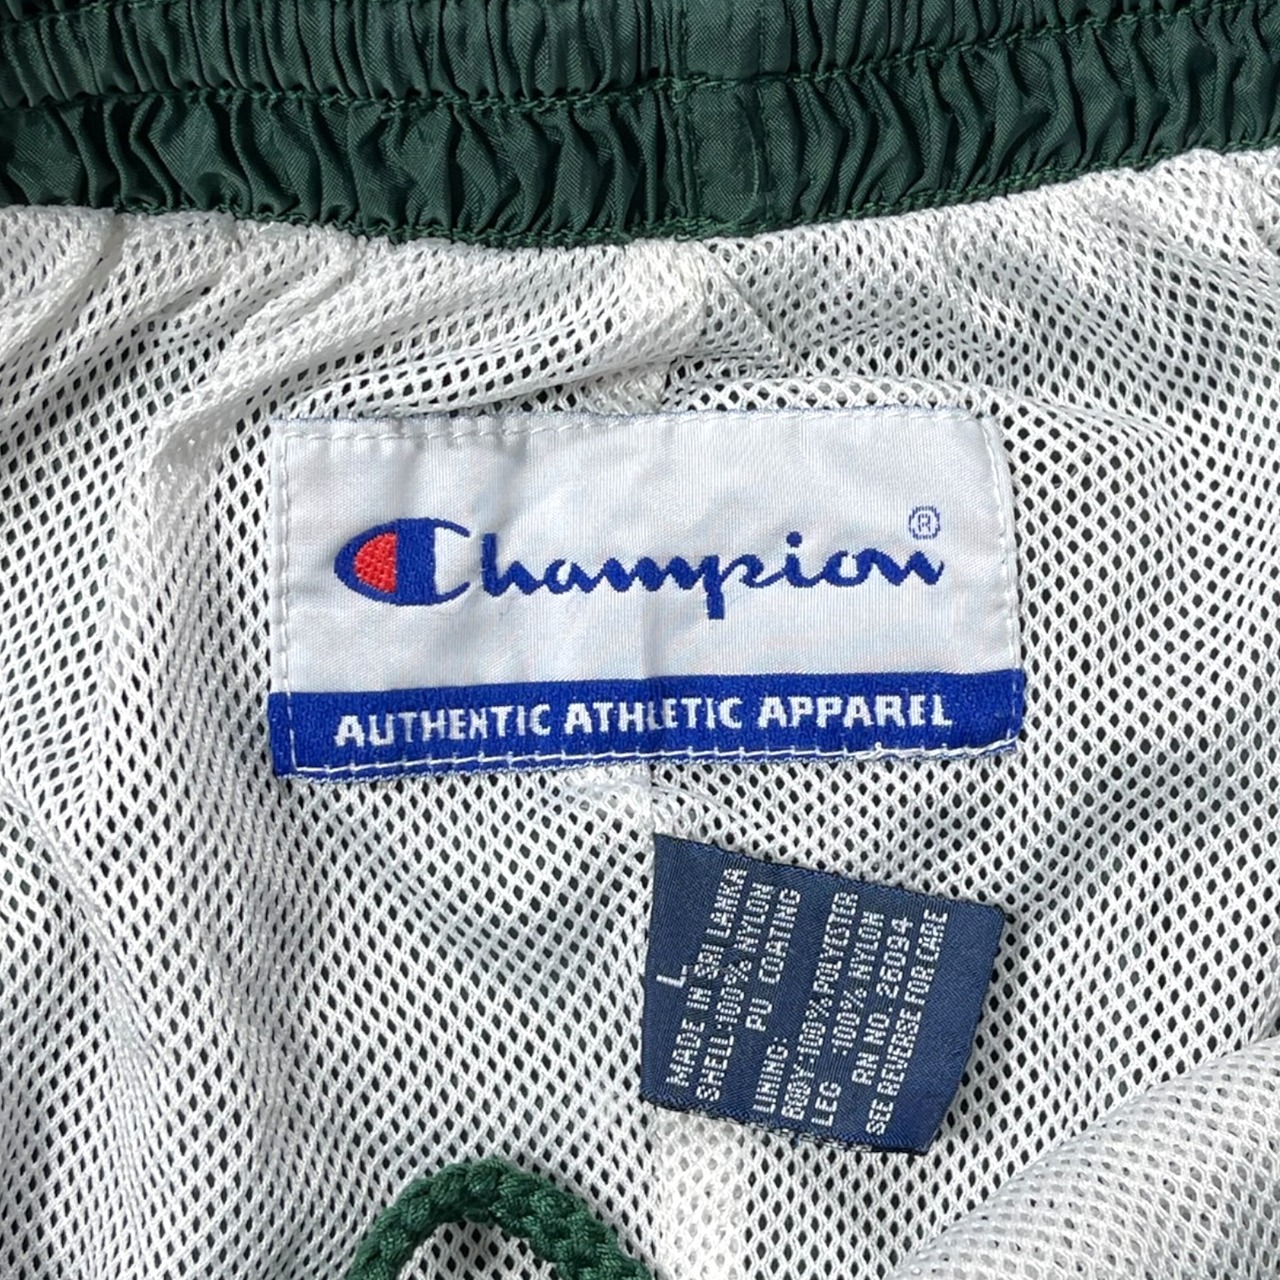 Champion®
AUTHENTIC ATHLETIC APPAREL
L
MADE IN SRI LANKA
SHELL:100% NYLON
PU COATING
LINING:
BODY:100% POLYESTER
LEG :100% NYLON
RN NO. 26094
SEE REVERSE FOR CARE